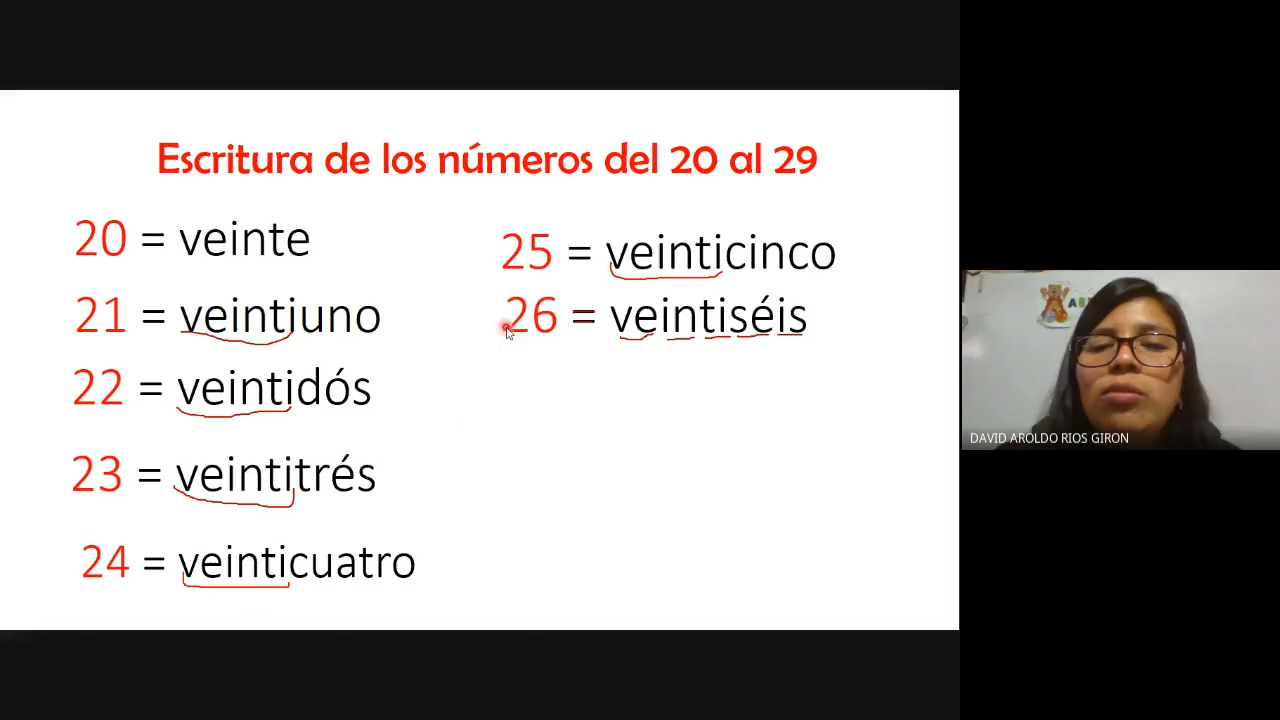 Escritura de los números del 20 al 29
20 = veinte
21 = veintiuno
22 = veintidós
23 = veintitrés
24 = veinticuatro
25 = veinticinco
26 = veintiséis
DAVID AROLDO RIOS GIRON